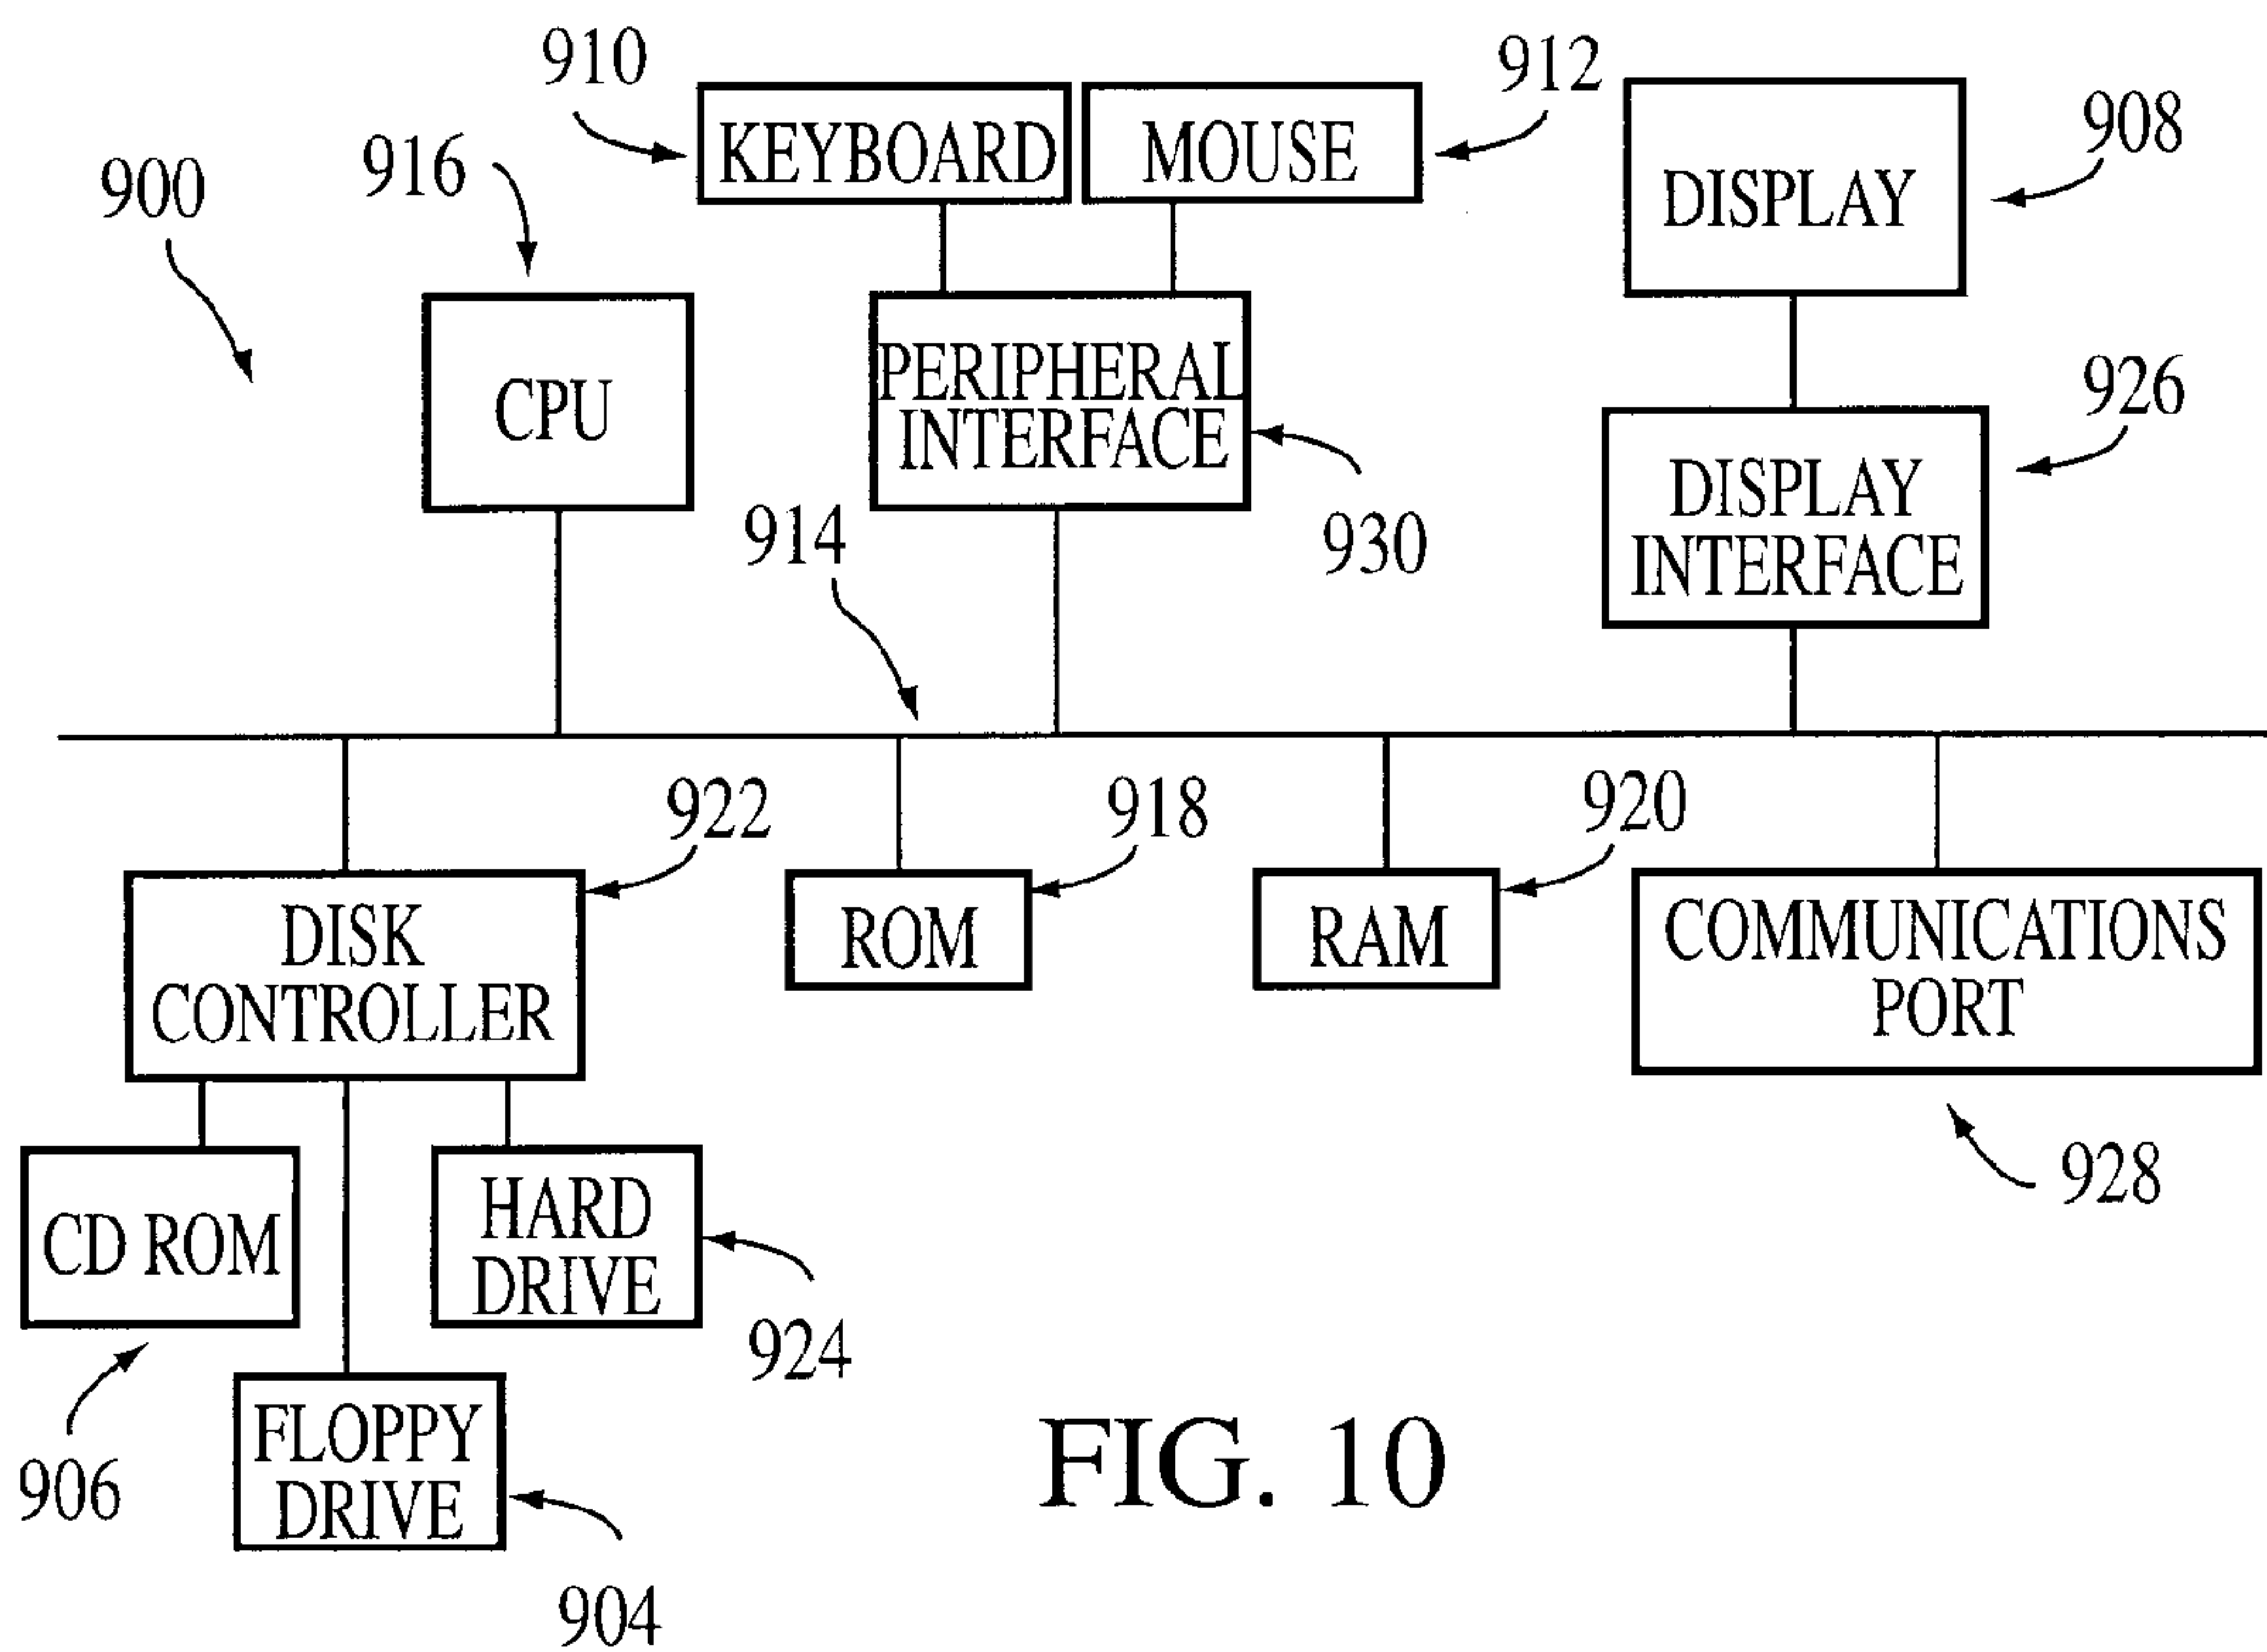 910
912
KEYBOARD
MOUSE
908
916
900
DISPLAY
CPU
PERIPHERAL
INTERFACE
926
DISPLAY
INTERFACE
914
930
922
918
920
DISK
CONTROLLER
ROM
RAM
COMMUNICATIONS
PORT
CD ROM
HARD
DRIVE
928
924
906
FLOPPY
DRIVE
904
FIG. 10